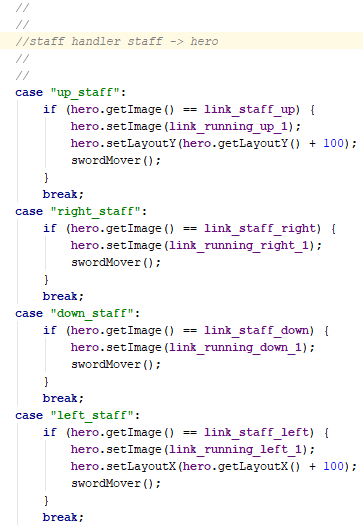 //
//
//staff handler staff -> hero
//
//
case "up_staff":
    if (hero.getImage() == link_staff_up) {
        hero.setImage(link_running_up_1);
        hero.setLayoutY(hero.getLayoutY() + 100);
        swordMover();
    }
    break;
case "right_staff":
    if (hero.getImage() == link_staff_right) {
        hero.setImage(link_running_right_1);
        swordMover();
    }
    break;
case "down_staff":
    if (hero.getImage() == link_staff_down) {
        hero.setImage(link_running_down_1);
        swordMover();
    }
    break;
case "left_staff":
    if (hero.getImage() == link_staff_left) {
        hero.setImage(link_running_left_1);
        hero.setLayoutX(hero.getLayoutX() + 100);
        swordMover();
    }
    break;